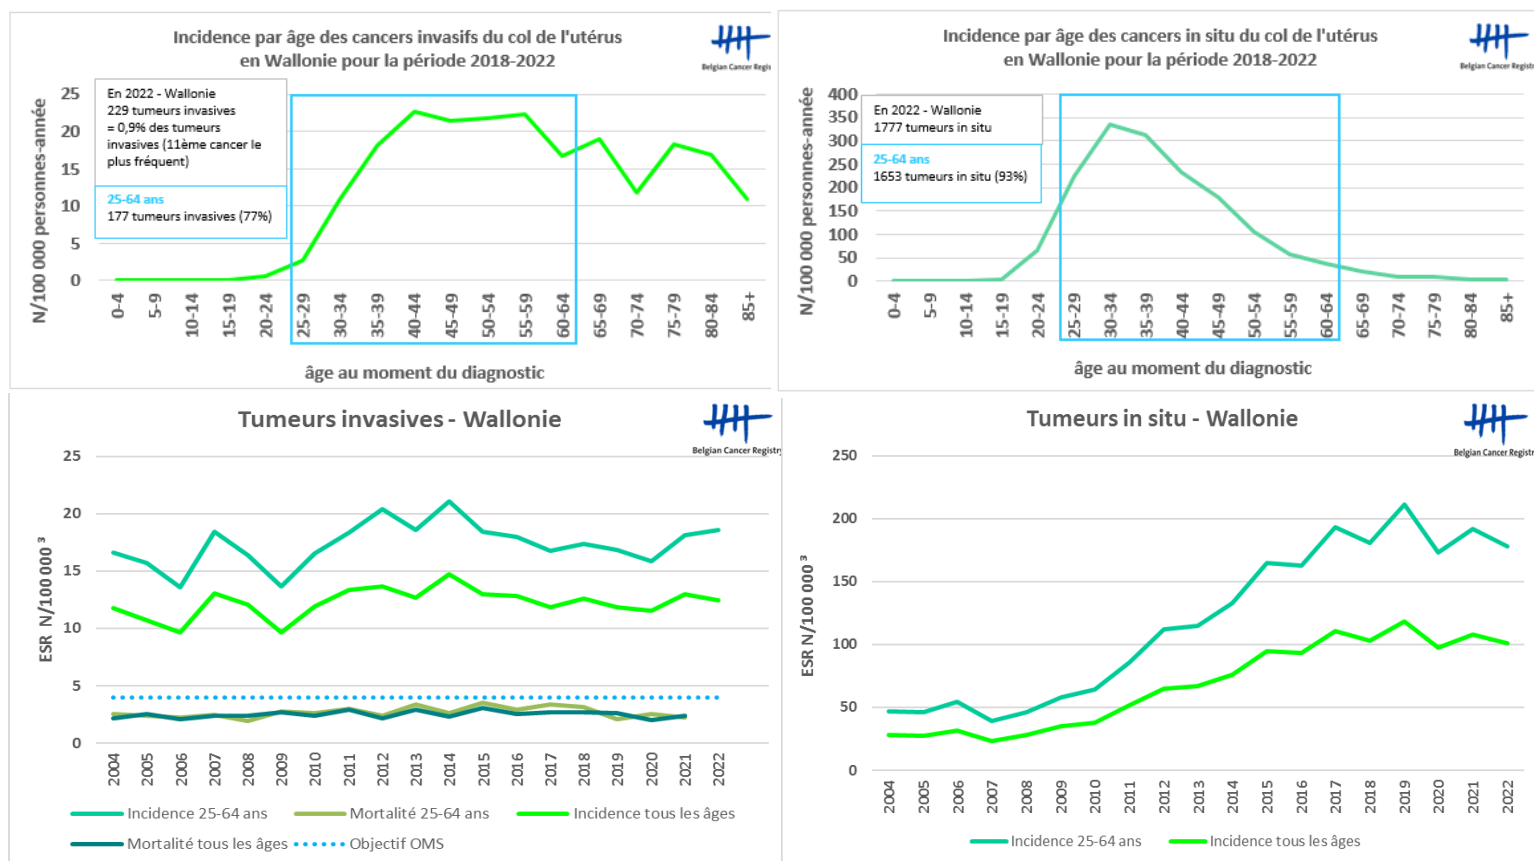 Incidence par âge des cancers invasifs du col de l'utérus
en Wallonie pour la période 2018-2022
Belgian Cancer Regis
En 2022 - Wallonie
229 tumeurs invasives
= 0,9% des tumeurs
invasives (11ème cancer le
plus fréquent)
25-64 ans
177 tumeurs invasives (77%)
N/100 000 personnes-année
25
20
15
10
5
0
0-4
5-9
10-14
15-19
20-24
25-29
30-34
35-39
40-44
45-49
50-54
55-59
60-64
65-69
70-74
75-79
80-84
85+
âge au moment du diagnostic
Incidence par âge des cancers in situ du col de l'utérus
en Wallonie pour la période 2018-2022
Belgian Cancer Regist
En 2022 - Wallonie
1777 tumeurs in situ
25-64 ans
1653 tumeurs in situ (93%)
N/100 000 personnes-année
400
350
300
250
200
150
100
50
0
0-4
5-9
10-14
15-19
20-24
25-29
30-34
35-39
40-44
45-49
50-54
55-59
60-64
65-69
70-74
75-79
80-84
85+
âge au moment du diagnostic
Tumeurs invasives - Wallonie
Belgian Cancer Registry
ESR N/100 000 ³
25
20
15
10
5
0
2004
2005
2006
2007
2008
2009
2010
2011
2012
2013
2014
2015
2016
2017
2018
2019
2020
2021
2022
Incidence 25-64 ans
Mortalité 25-64 ans
Incidence tous les âges
Mortalité tous les âges
Objectif OMS
Tumeurs in situ - Wallonie
Belgian Cancer Registr
ESR N/100 000 ³
250
200
150
100
50
0
2004
2005
2006
2007
2008
2009
2010
2011
2012
2013
2014
2015
2016
2017
2018
2019
2020
2021
2022
Incidence 25-64 ans
Incidence tous les âges